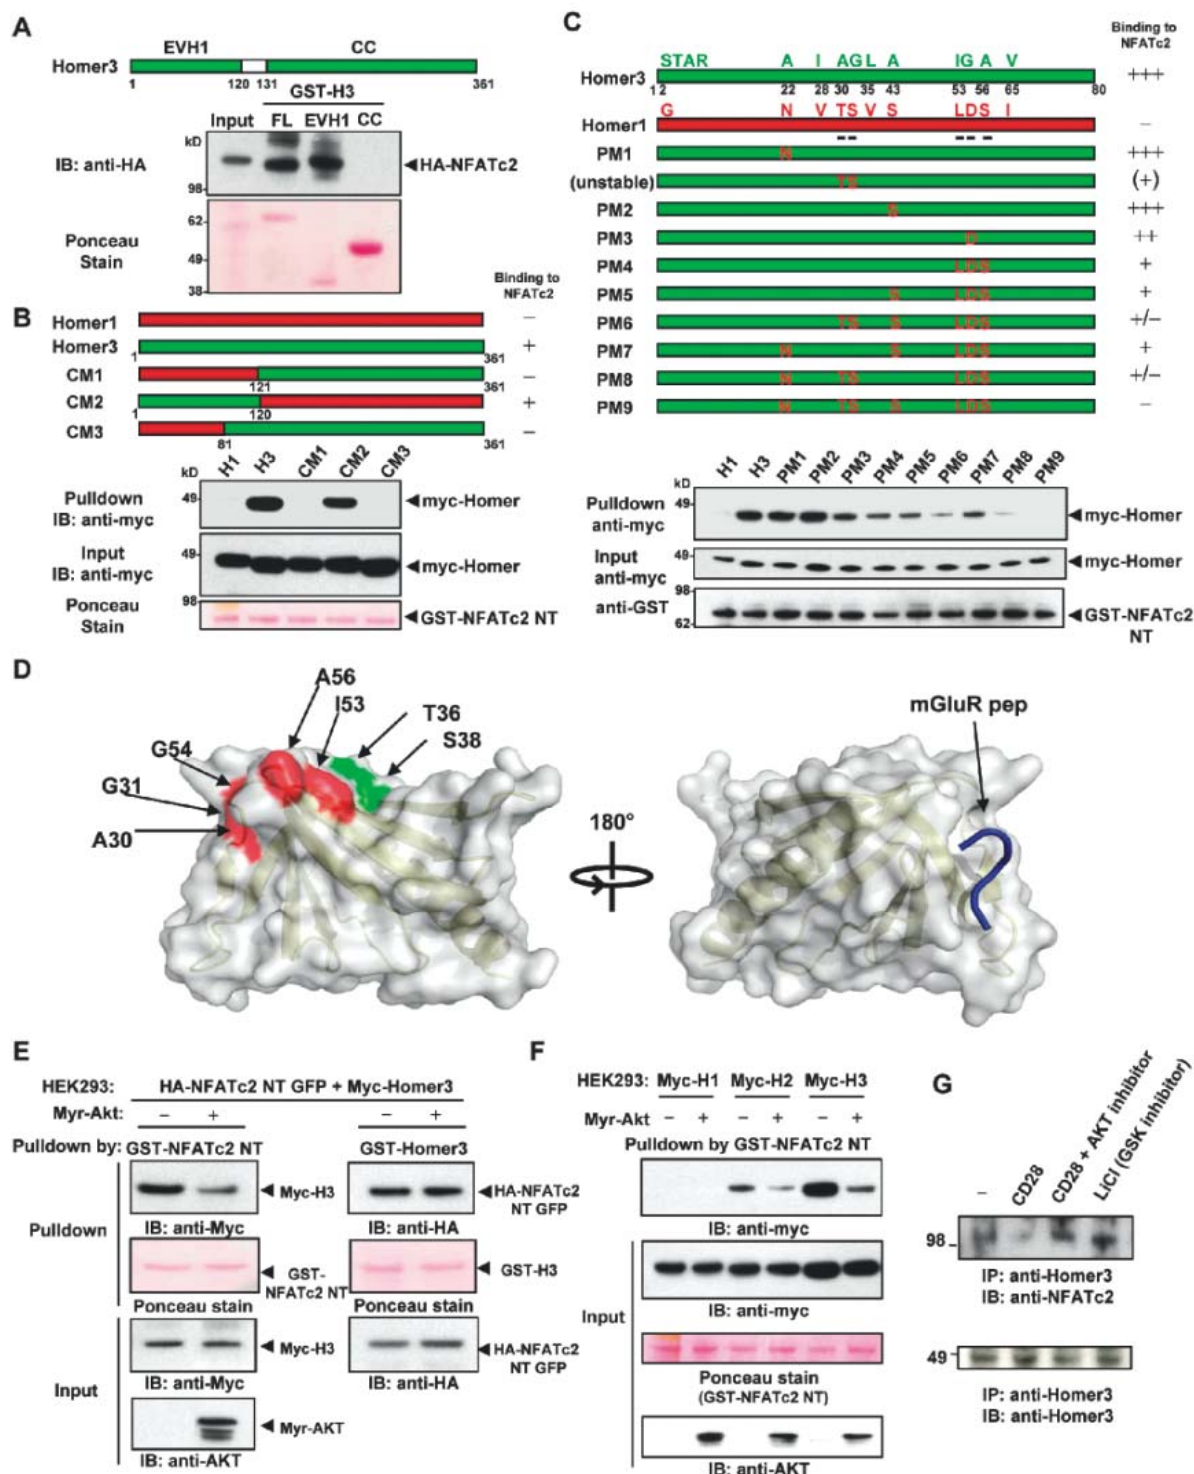 A
EVH1 CC
Homer3
1 120 131 361
GST-H3
Input FL EVH1 CC
kD
IB: anti-HA
HA-NFATc2
98
62
Ponceau Stain
49
38
B
Binding to NFATc2
Homer1 −
Homer3 +
1 361
CM1 −
121 361
CM2 +
1 120
CM3 −
81 361
H1 H3 CM1 CM2 CM3
kD
Pulldown IB: anti-myc
49
myc-Homer
Input IB: anti-myc
49
myc-Homer
98
Ponceau Stain
GST-NFATc2 NT
C
Binding to NFATc2
STAR A I AG L A IG A V
Homer3 +++
12 22 28 30 35 43 53 56 65 80
G N V TS V S LDS I
Homer1 −
PM1 N +++
(unstable) TS (+)
PM2 S +++
PM3 D ++
PM4 LDS +
PM5 S LDS +
PM6 TS S LDS +/−
PM7 N S LDS +
PM8 N TS LDS +/−
PM9 N TS S LDS −
H1 H3 PM1 PM2 PM3 PM4 PM5 PM6 PM7 PM8 PM9
kD
Pulldown anti-myc
49
myc-Homer
Input anti-myc
49
myc-Homer
98
anti-GST
62
GST-NFATc2 NT
D
A56
I53
T36
S38
G54
G31
A30
180°
mGluR pep
E
HEK293: HA-NFATc2 NT GFP + Myc-Homer3
Myr-Akt: − + − +
Pulldown by: GST-NFATc2 NT GST-Homer3
Pulldown
Myc-H3
HA-NFATc2 NT GFP
IB: anti-Myc IB: anti-HA
GST-NFATc2 NT
GST-H3
Ponceau stain Ponceau stain
Input
Myc-H3
HA-NFATc2 NT GFP
IB: anti-Myc IB: anti-HA
Myr-AKT
IB: anti-AKT
F
HEK293: Myc-H1 Myc-H2 Myc-H3
Myr-Akt − + − + − +
Pulldown by GST-NFATc2 NT
IB: anti-myc
Input
IB: anti-myc
Ponceau stain
(GST-NFATc2 NT)
IB: anti-AKT
G
− CD28 CD28 + AKT inhibitor LiCl (GSK inhibitor)
98
IP: anti-Homer3
IB: anti-NFATc2
49
IP: anti-Homer3
IB: anti-Homer3